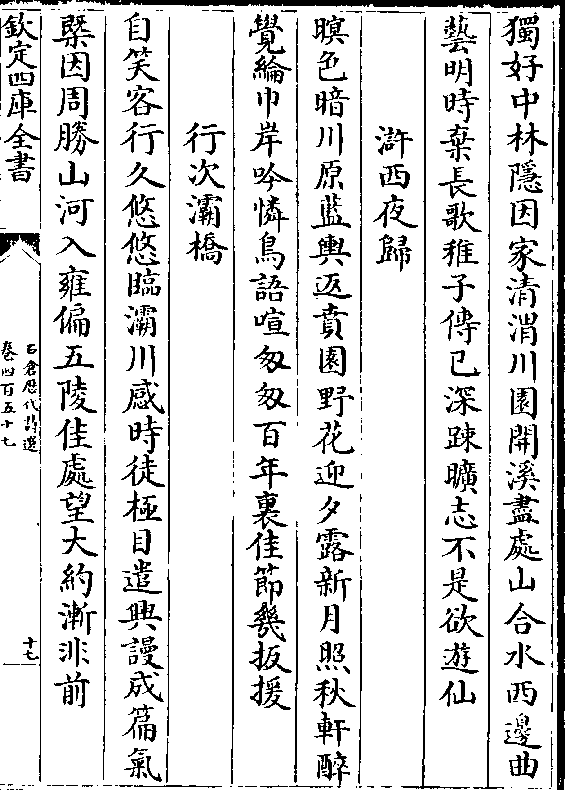 獨好中林隱因家清渭川園開溪盡處山合水西邊曲
藝明時棄長歌稚子傳已深踈曠志不是欲遊仙
滸西夜歸
暝色暗川原藍輿返賁園野花迎夕露新月照秋軒醉
覺綸巾岸吟憐鳥語喧匆匆百年裏佳節幾扳援
行次灞橋
自笑客行久悠悠臨灞川感時徒極目遣興謾成篇氣
槩因周勝山河入雍偏五陵佳處望大約漸非前
欽定四庫全書
石倉歴代詩選
卷四百五十七
十七